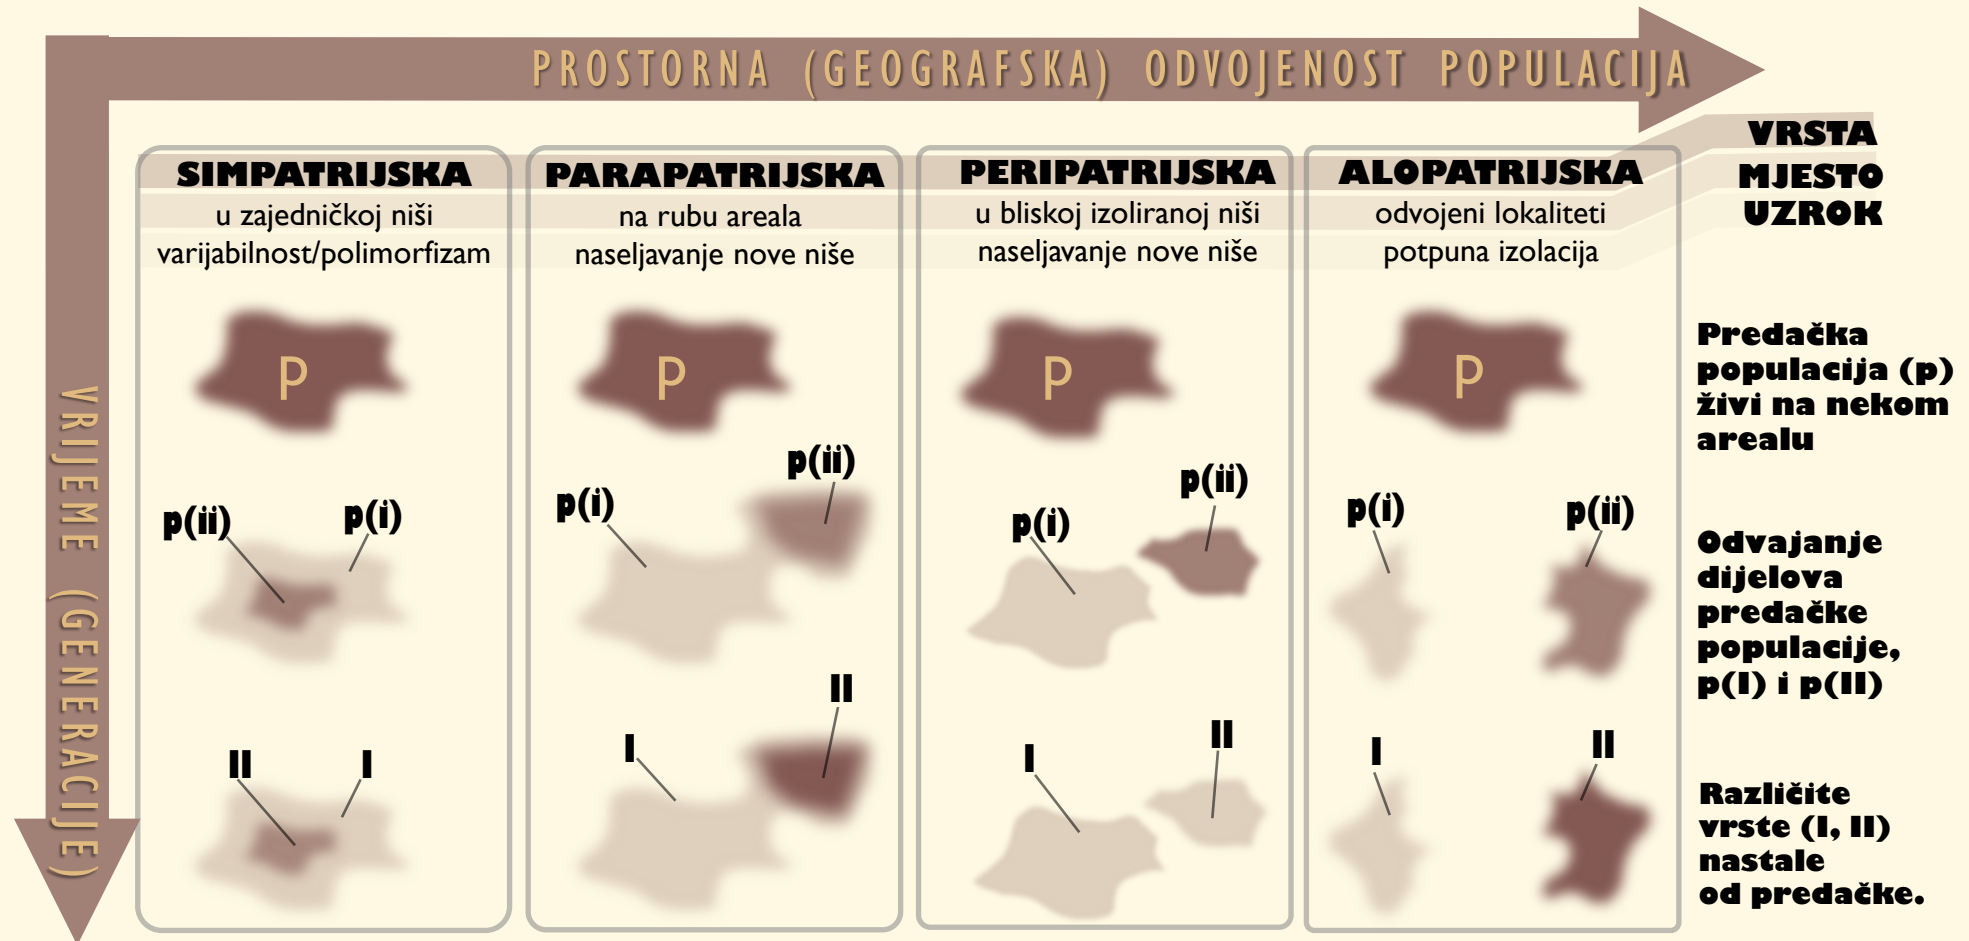 PROSTORNA (GEOGRAFSKA) ODVOJENOST POPULACIJA
VRIJEME (GENERACIJE)
VRSTA
MJESTO
UZROK
SIMPATRIJSKA
u zajedničkoj niši
varijabilnost/polimorfizam
P
p(ii)
p(i)
II
I
PARAPATRIJSKA
na rubu areala
naseljavanje nove niše
P
p(ii)
p(i)
II
I
PERIPATRIJSKA
u bliskoj izoliranoj niši
naseljavanje nove niše
P
p(ii)
p(i)
II
I
ALOPATRIJSKA
odvojeni lokaliteti
potpuna izolacija
P
p(i)
p(ii)
I
II
Predačka
populacija (p)
živi na nekom
arealu
Odvajanje
dijelova
predačke
populacije,
p(I) i p(II)
Različite
vrste (I, II)
nastale
od predačke.